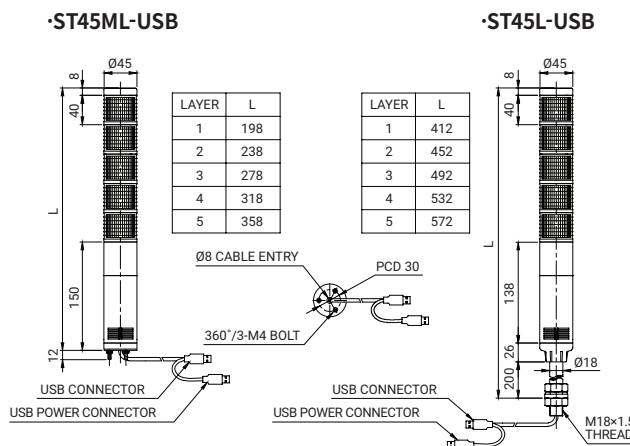 ·ST45ML-USB
·ST45L-USB
Ø45
8
40
L
150
12
LAYER L
1 198
2 238
3 278
4 318
5 358
LAYER L
1 412
2 452
3 492
4 532
5 572
Ø45
8
40
L
138
26
200
Ø18
Ø8 CABLE ENTRY
PCD 30
360°/3-M4 BOLT
USB CONNECTOR
USB POWER CONNECTOR
USB CONNECTOR
USB POWER CONNECTOR
M18×1.5
THREAD